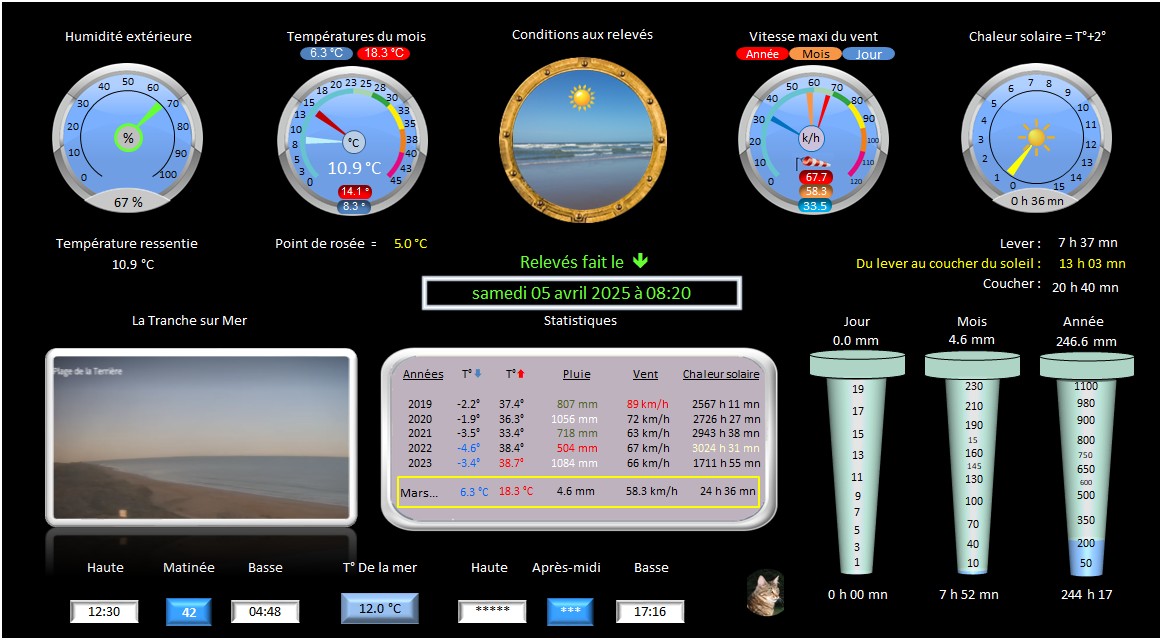 Humidité extérieure
Températures du mois
6.3 °C 18.3 °C
Conditions aux relevés
Vitesse maxi du vent
Année Mois Jour
Chaleur solaire = T°+2°
0 10 20 30 40 50 60 70 80 90 100
%
67 %
0 3 5 8 10 13 15 18 20 23 25 28 30 33 35 38 40 43 45
°C
10.9 °C
14.1 °
8.3 °
0 10 20 30 40 50 60 70 80 90 100 110 120
k/h
67.7
58.3
33.5
0 1 2 3 4 5 6 7 8 9 10 11 12 13 14 15
0 h 36 mn
Température ressentie
10.9 °C
Point de rosée = 5.0 °C
Relevés fait le
samedi 05 avril 2025 à 08:20
Lever : 7 h 37 mn
Du lever au coucher du soleil : 13 h 03 mn
Coucher : 20 h 40 mn
La Tranche sur Mer
Plage de la Terrière
Statistiques
Années T° T° Pluie Vent Chaleur solaire
2019 -2.2° 37.4° 807 mm 89 km/h 2567 h 11 mn
2020 -1.9° 36.3° 1056 mm 72 km/h 2726 h 27 mn
2021 -3.5° 33.4° 718 mm 63 km/h 2943 h 38 mn
2022 -4.6° 38.4° 504 mm 67 km/h 3024 h 31 mn
2023 -3.4° 38.7° 1084 mm 66 km/h 1711 h 55 mn
Mars... 6.3 °C 18.3 °C 4.6 mm 58.3 km/h 24 h 36 mn
Jour
0.0 mm
19
17
15
13
11
9
7
5
3
1
0 h 00 mn
Mois
4.6 mm
230
210
190
15
160
145
130
100
70
40
10
7 h 52 mn
Année
246.6 mm
1100
980
900
800
750
650
600
500
350
200
50
244 h 17
Haute Matinée Basse
12:30 42 04:48
T° De la mer
12.0 °C
Haute Après-midi Basse
***** *** 17:16